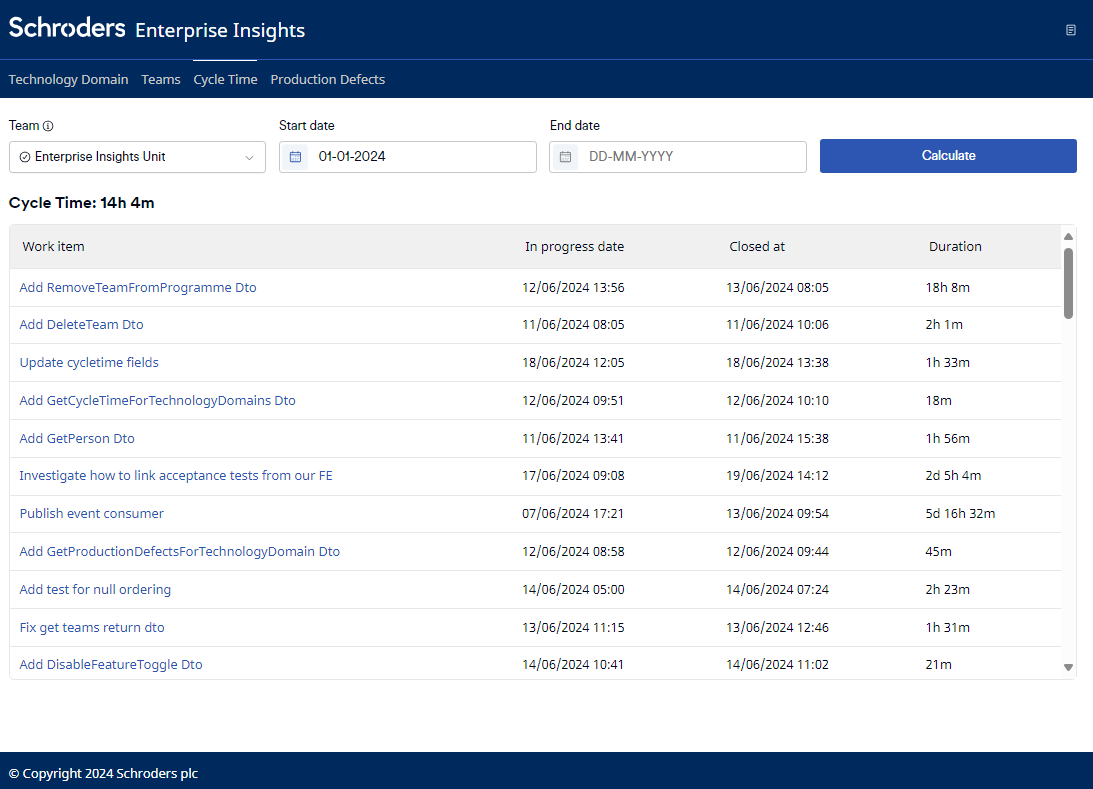 Schroders Enterprise Insights
Technology Domain Teams Cycle Time Production Defects
Team Start date End date
Enterprise Insights Unit 01-01-2024 DD-MM-YYYY Calculate
Cycle Time: 14h 4m
Work item In progress date Closed at Duration
Add RemoveTeamFromProgramme Dto 12/06/2024 13:56 13/06/2024 08:05 18h 8m
Add DeleteTeam Dto 11/06/2024 08:05 11/06/2024 10:06 2h 1m
Update cycletime fields 18/06/2024 12:05 18/06/2024 13:38 1h 33m
Add GetCycleTimeForTechnologyDomains Dto 12/06/2024 09:51 12/06/2024 10:10 18m
Add GetPerson Dto 11/06/2024 13:41 11/06/2024 15:38 1h 56m
Investigate how to link acceptance tests from our FE 17/06/2024 09:08 19/06/2024 14:12 2d 5h 4m
Publish event consumer 07/06/2024 17:21 13/06/2024 09:54 5d 16h 32m
Add GetProductionDefectsForTechnologyDomain Dto 12/06/2024 08:58 12/06/2024 09:44 45m
Add test for null ordering 14/06/2024 05:00 14/06/2024 07:24 2h 23m
Fix get teams return dto 13/06/2024 11:15 13/06/2024 12:46 1h 31m
Add DisableFeatureToggle Dto 14/06/2024 10:41 14/06/2024 11:02 21m
© Copyright 2024 Schroders plc